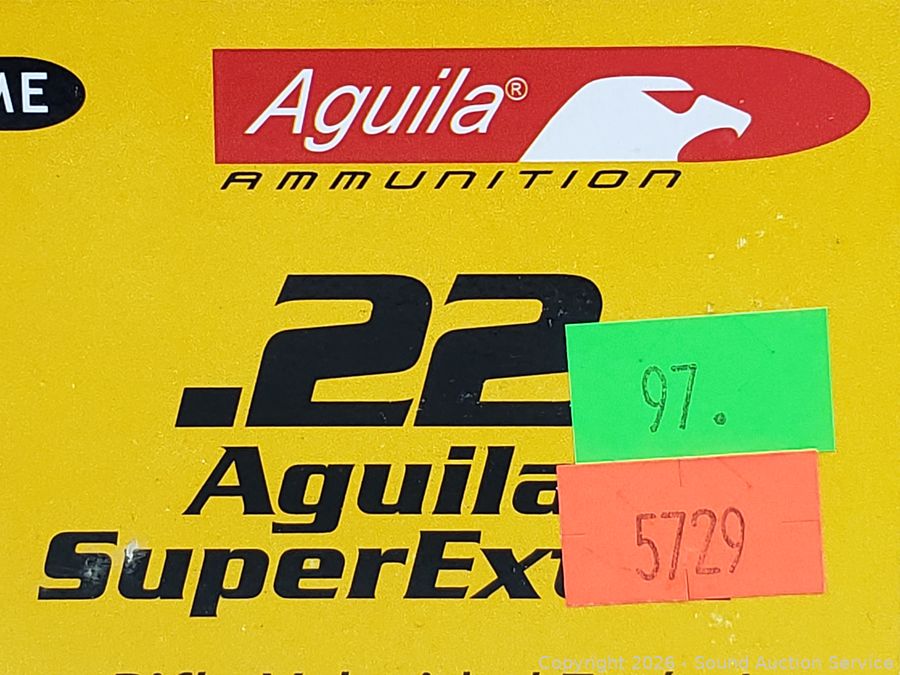 ME
Aguila®
AMMUNITION
.22
97.
Aguila
SuperExt
5729
Copyright 2026 - Sound Auction Service